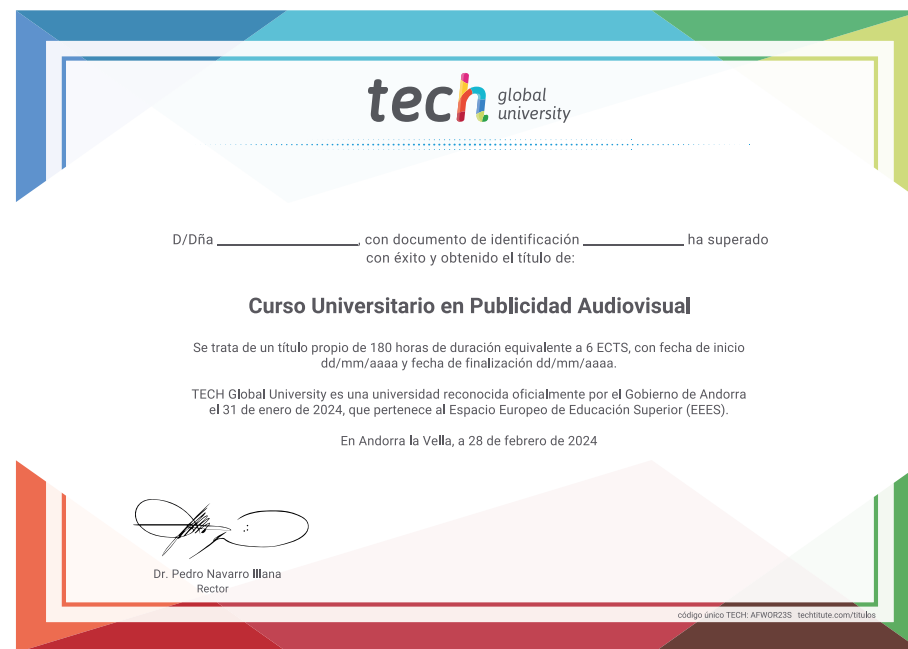 tech global university
D/Dña ____________________, con documento de identificación ______________ ha superado
con éxito y obtenido el título de:
Curso Universitario en Publicidad Audiovisual
Se trata de un título propio de 180 horas de duración equivalente a 6 ECTS, con fecha de inicio
dd/mm/aaaa y fecha de finalización dd/mm/aaaa.
TECH Global University es una universidad reconocida oficialmente por el Gobierno de Andorra
el 31 de enero de 2024, que pertenece al Espacio Europeo de Educación Superior (EEES).
En Andorra la Vella, a 28 de febrero de 2024
Dr. Pedro Navarro Illana
Rector
código único TECH: AFWOR23S techtitute.com/titulos